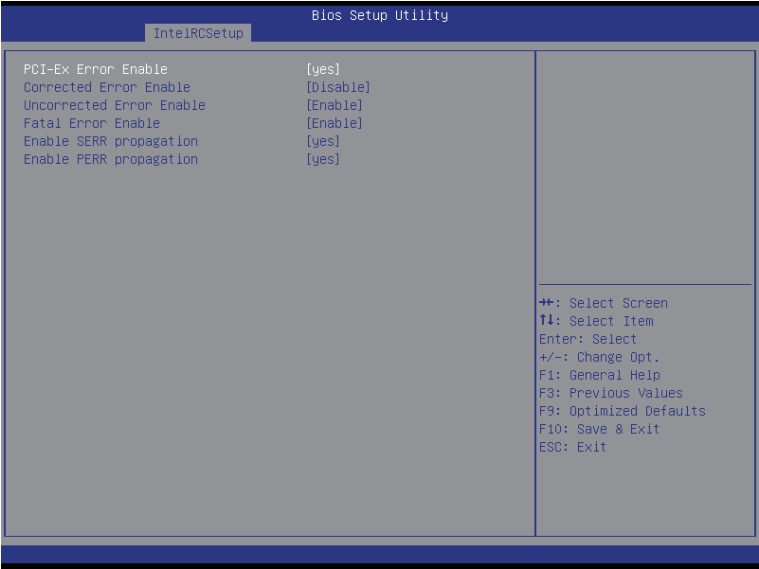 Bios Setup Utility
IntelRCSetup
PCI-Ex Error Enable [yes]
Corrected Error Enable [Disable]
Uncorrected Error Enable [Enable]
Fatal Error Enable [Enable]
Enable SERR propagation [yes]
Enable PERR propagation [yes]
→←: Select Screen
↑↓: Select Item
Enter: Select
+/-: Change Opt.
F1: General Help
F3: Previous Values
F9: Optimized Defaults
F10: Save & Exit
ESC: Exit